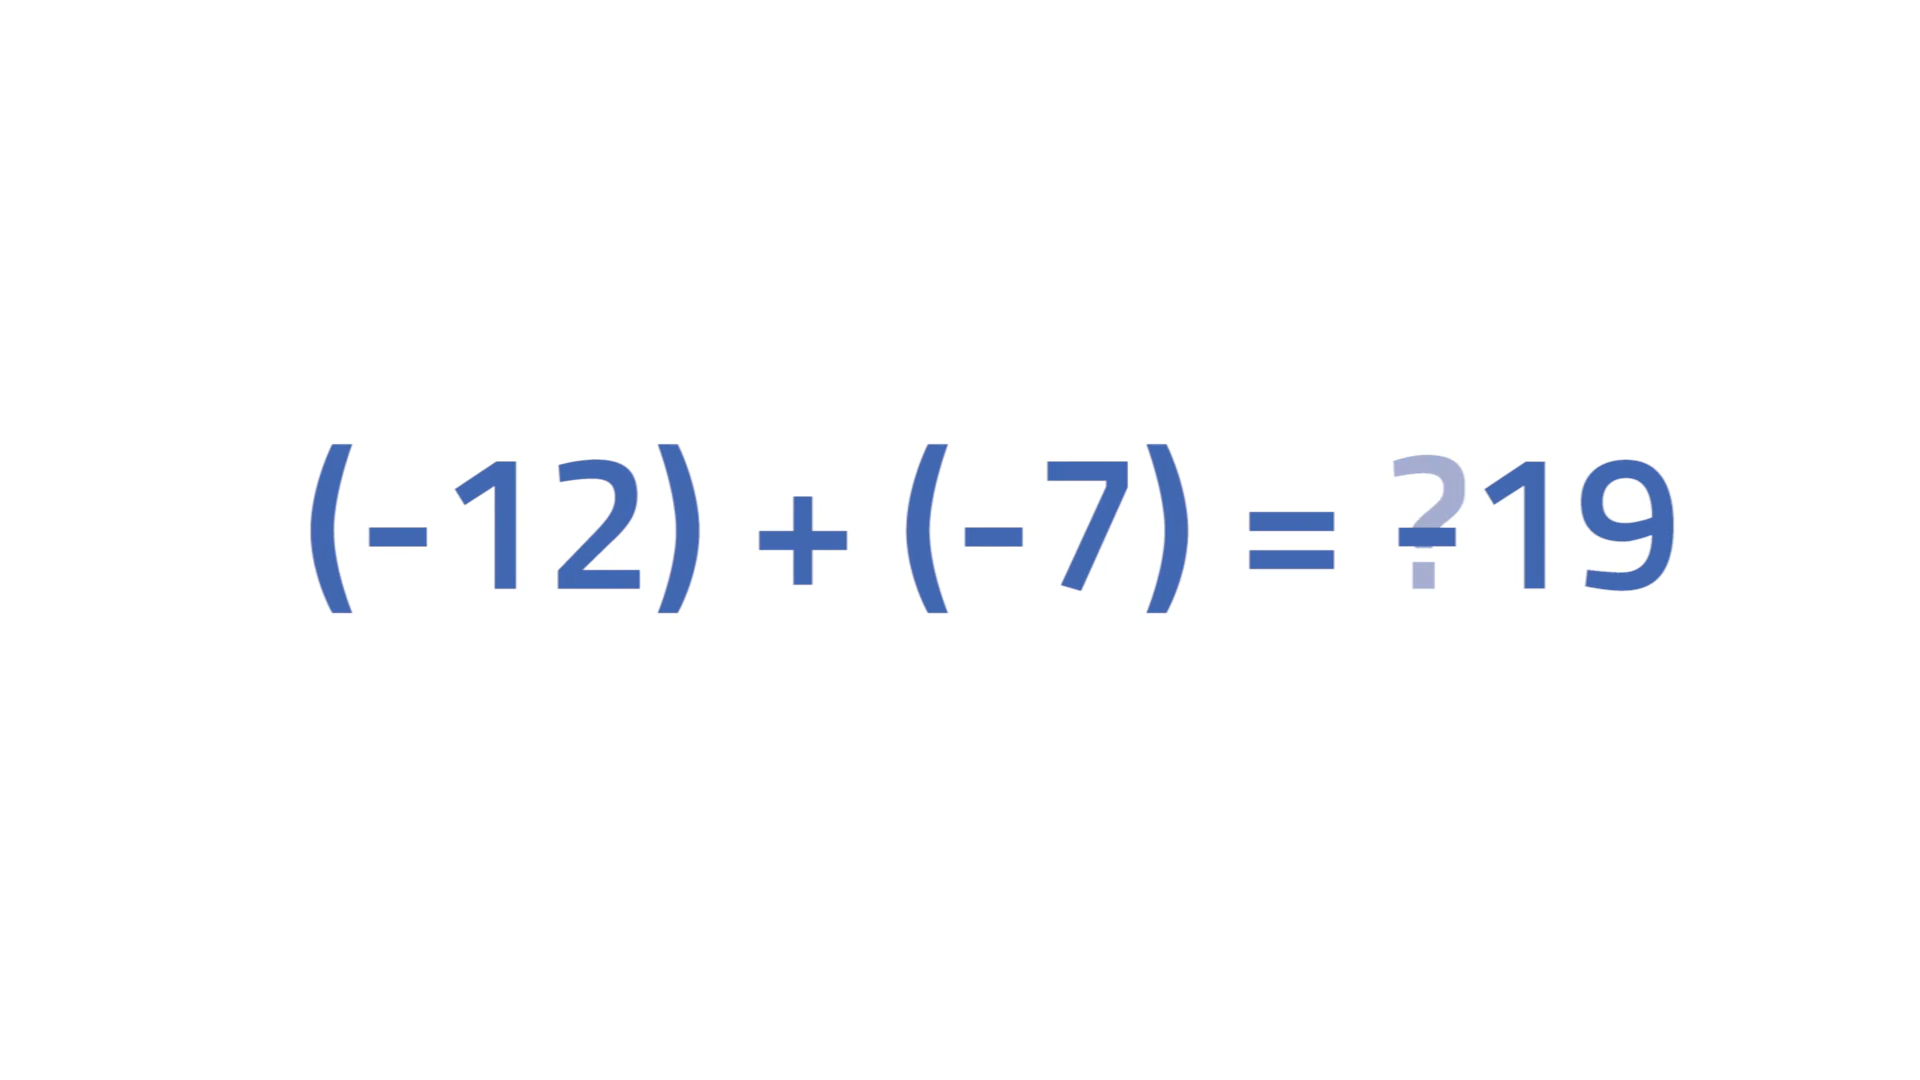 (-12) + (-7) = ?-19